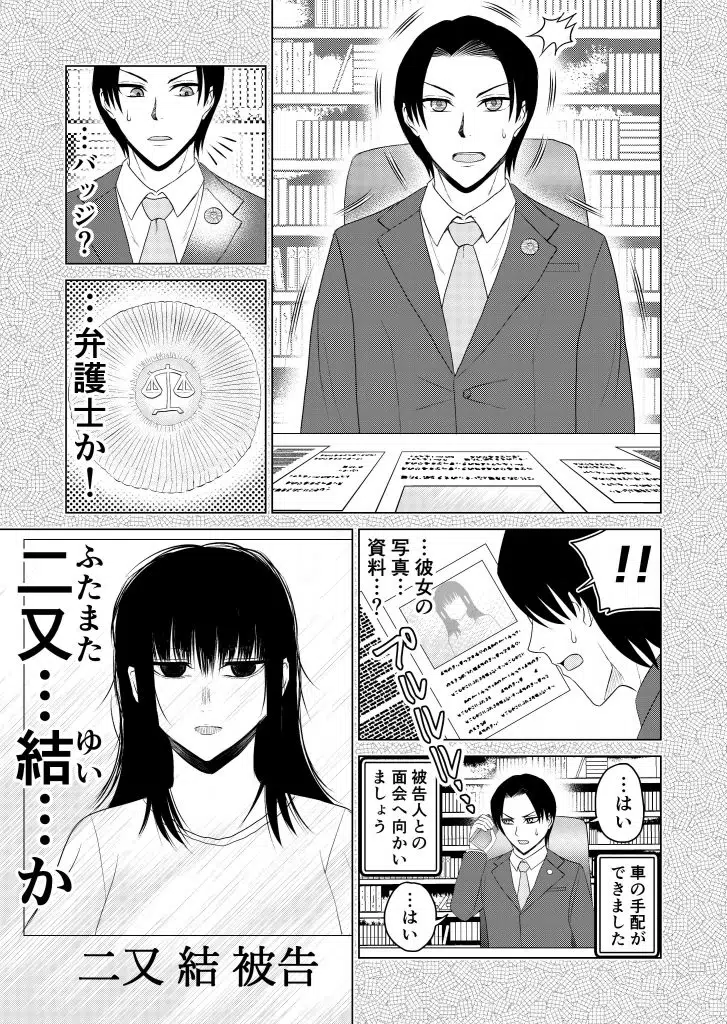 …バッジ？
…弁護士か！
!!
…彼女の
写真…
資料…？
プルルルル…
…はい
車の手配が
できました
被告人との
面会へ向かい
ましょう
…はい
ふたまた
ゆい
二又…結…か
二又 結 被告